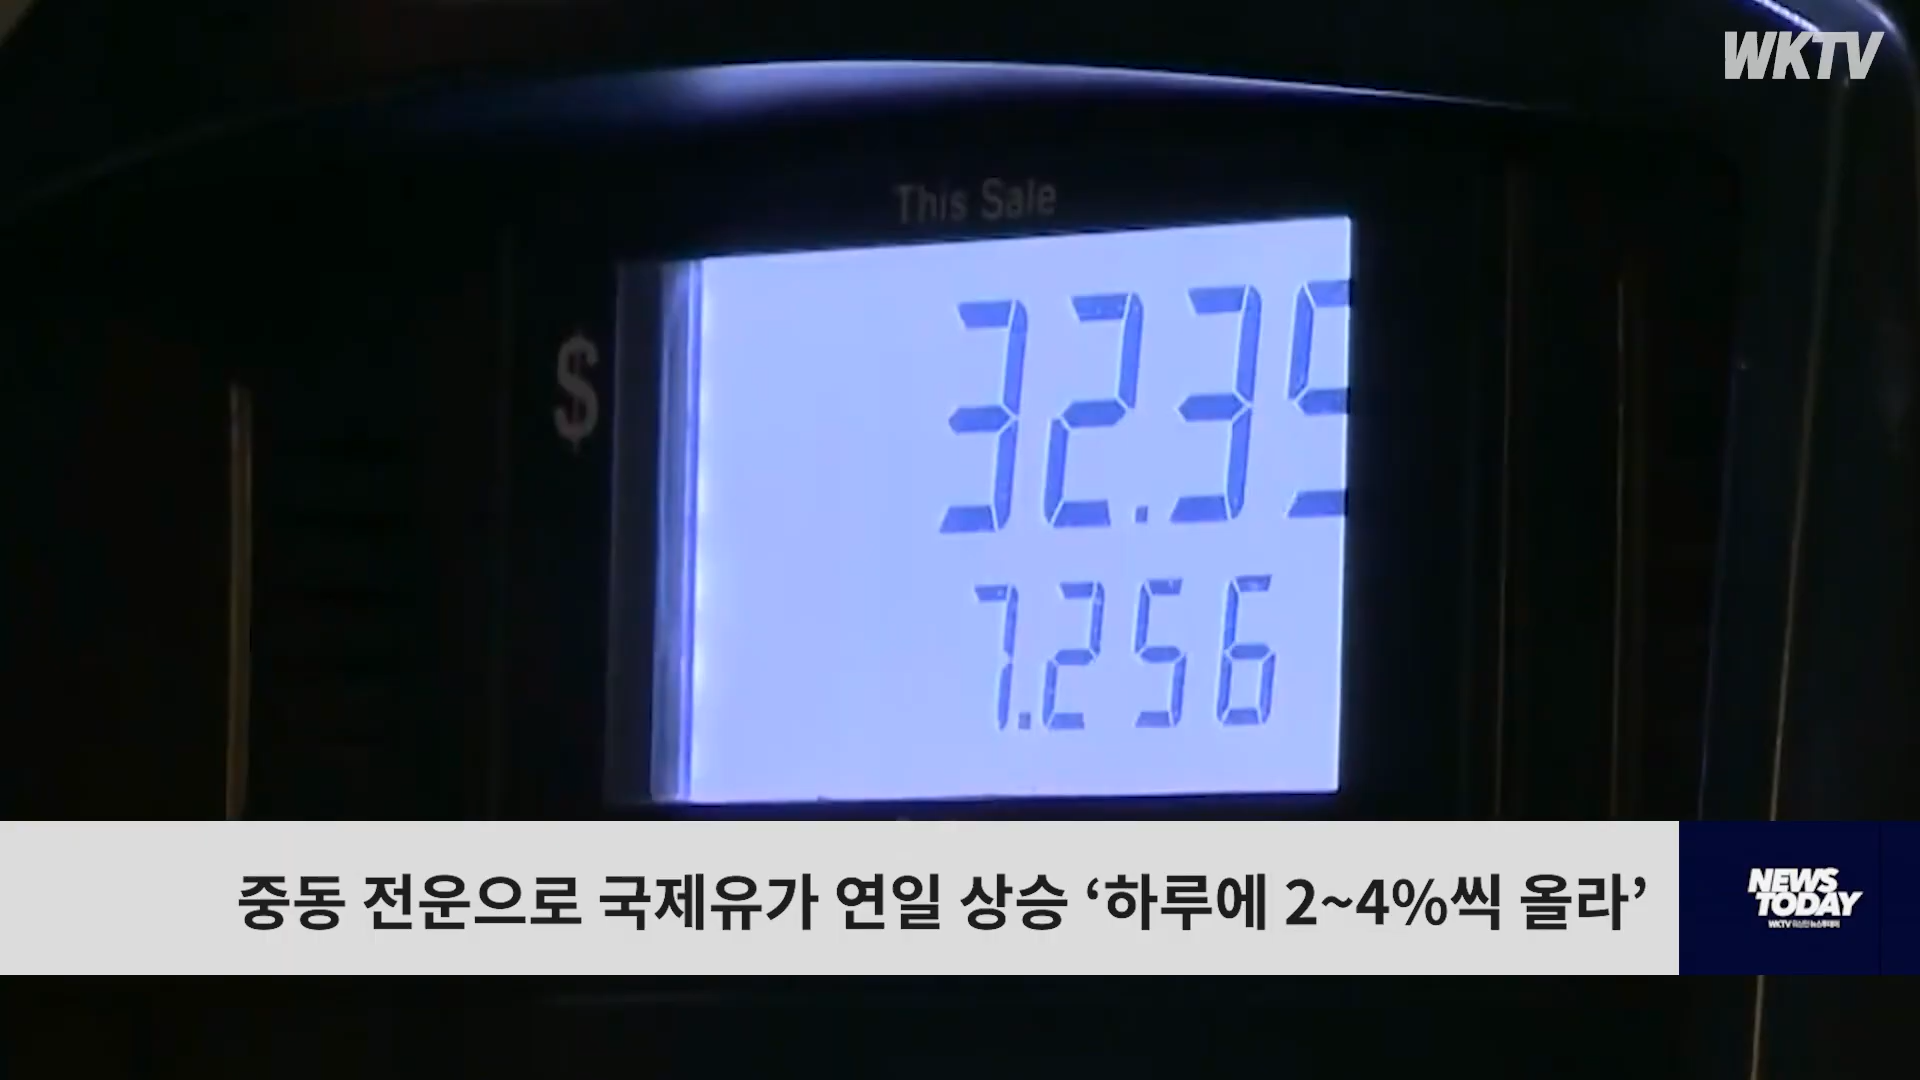 WKTV
This Sale
$
32.39
7.256
중동 전운으로 국제유가 연일 상승 ‘하루에 2~4%씩 올라’
NEWS
TODAY